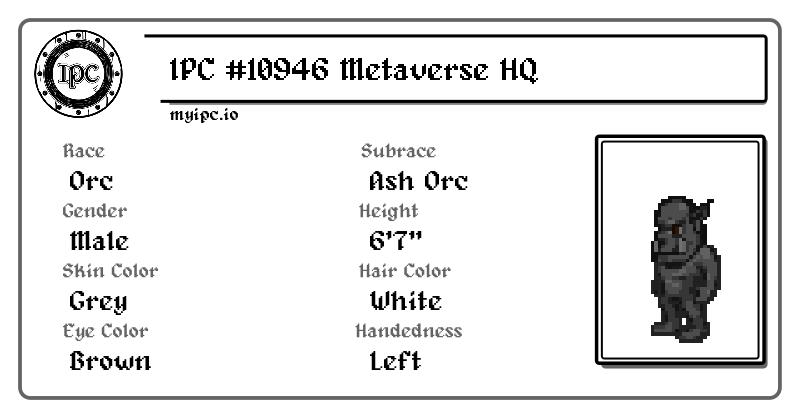 IPC
IPC #10946 Metaverse HQ
myipc.io
Race
Subrace
Orc
Ash Orc
Gender
Height
Male
6'7"
Skin Color
Hair Color
Grey
White
Eye Color
Handedness
Brown
Left